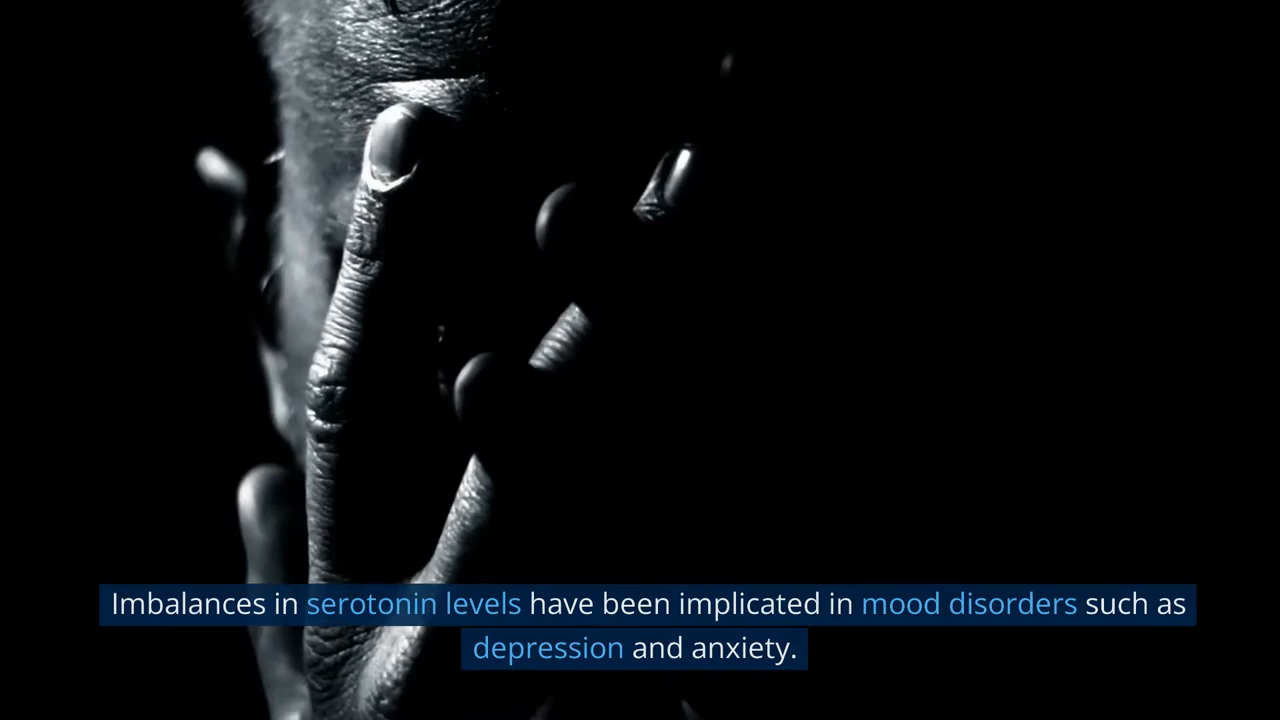 Imbalances in serotonin levels have been implicated in mood disorders such as
depression and anxiety.